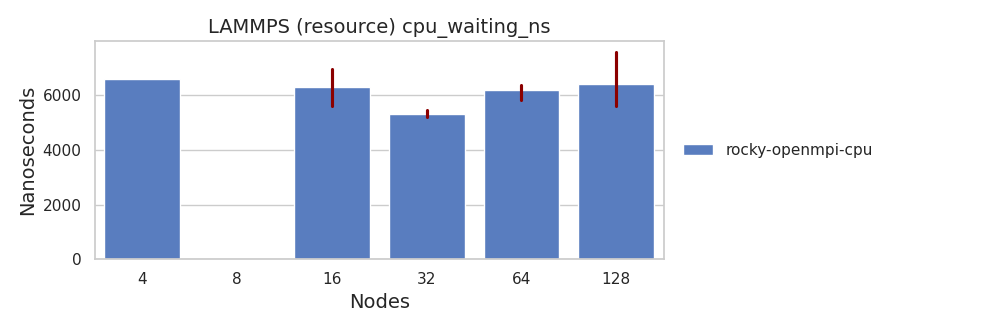 LAMMPS (resource) cpu_waiting_ns
Nanoseconds
6000
4000
2000
0
4 8 16 32 64 128
Nodes
rocky-openmpi-cpu